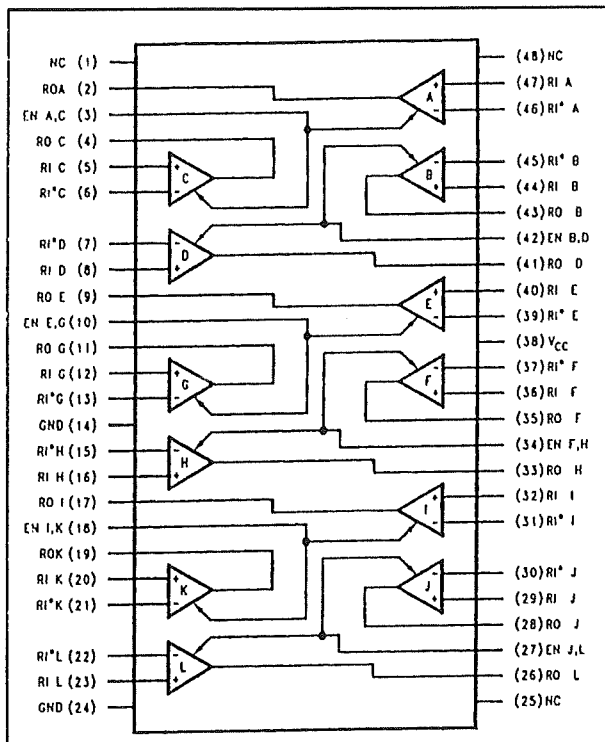 NC (1)
ROA (2)
EN A,C (3)
RO C (4)
RI C (5)
RI*C (6)
RI*D (7)
RI D (8)
RO E (9)
EN E,G (10)
RO G (11)
RI G (12)
RI*G (13)
GND (14)
RI*H (15)
RI H (16)
RO I (17)
EN I,K (18)
ROK (19)
RI K (20)
RI*K (21)
RI*L (22)
RI L (23)
GND (24)
+ - C
- + D
+ - G
- + H
+ - K
- + L
A + -
B - +
E + -
F - +
I + -
J - +
(48) NC
(47) RI A
(46) RI* A
(45) RI* B
(44) RI B
(43) RO B
(42) EN B,D
(41) RO D
(40) RI E
(39) RI* E
(38) VCC
(37) RI* F
(36) RI F
(35) RO F
(34) EN F,H
(33) RO H
(32) RI I
(31) RI* I
(30) RI* J
(29) RI J
(28) RO J
(27) EN J,L
(26) RO L
(25) NC